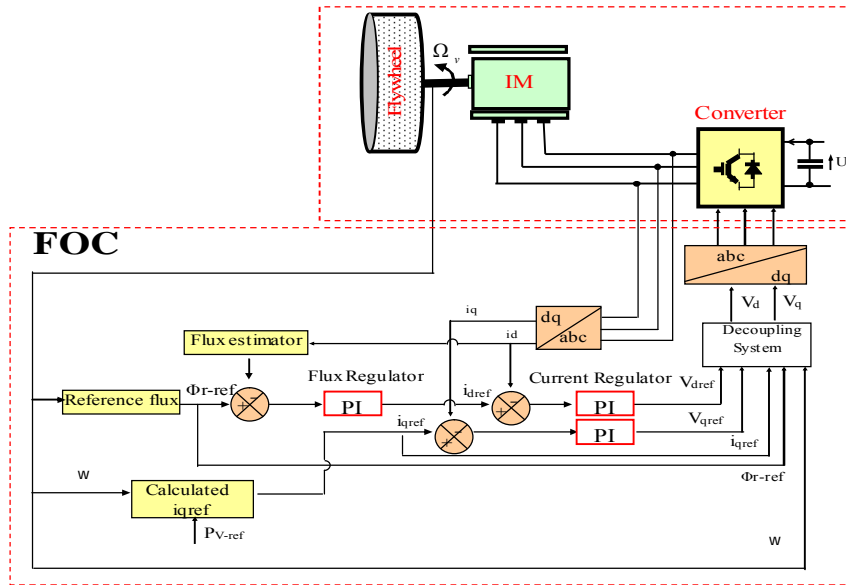 Flywheel
Ω v
IM
Converter
U
FOC
abc
dq
iq
id
dq
abc
Vd
Vq
Flux estimator
Decoupling
System
Φr-ref
Flux Regulator
idref
Current Regulator
Vdref
Reference flux
PI
PI
iqref
PI
Vqref
iqref
Φr-ref
w
Calculated
iqref
PV-ref
w